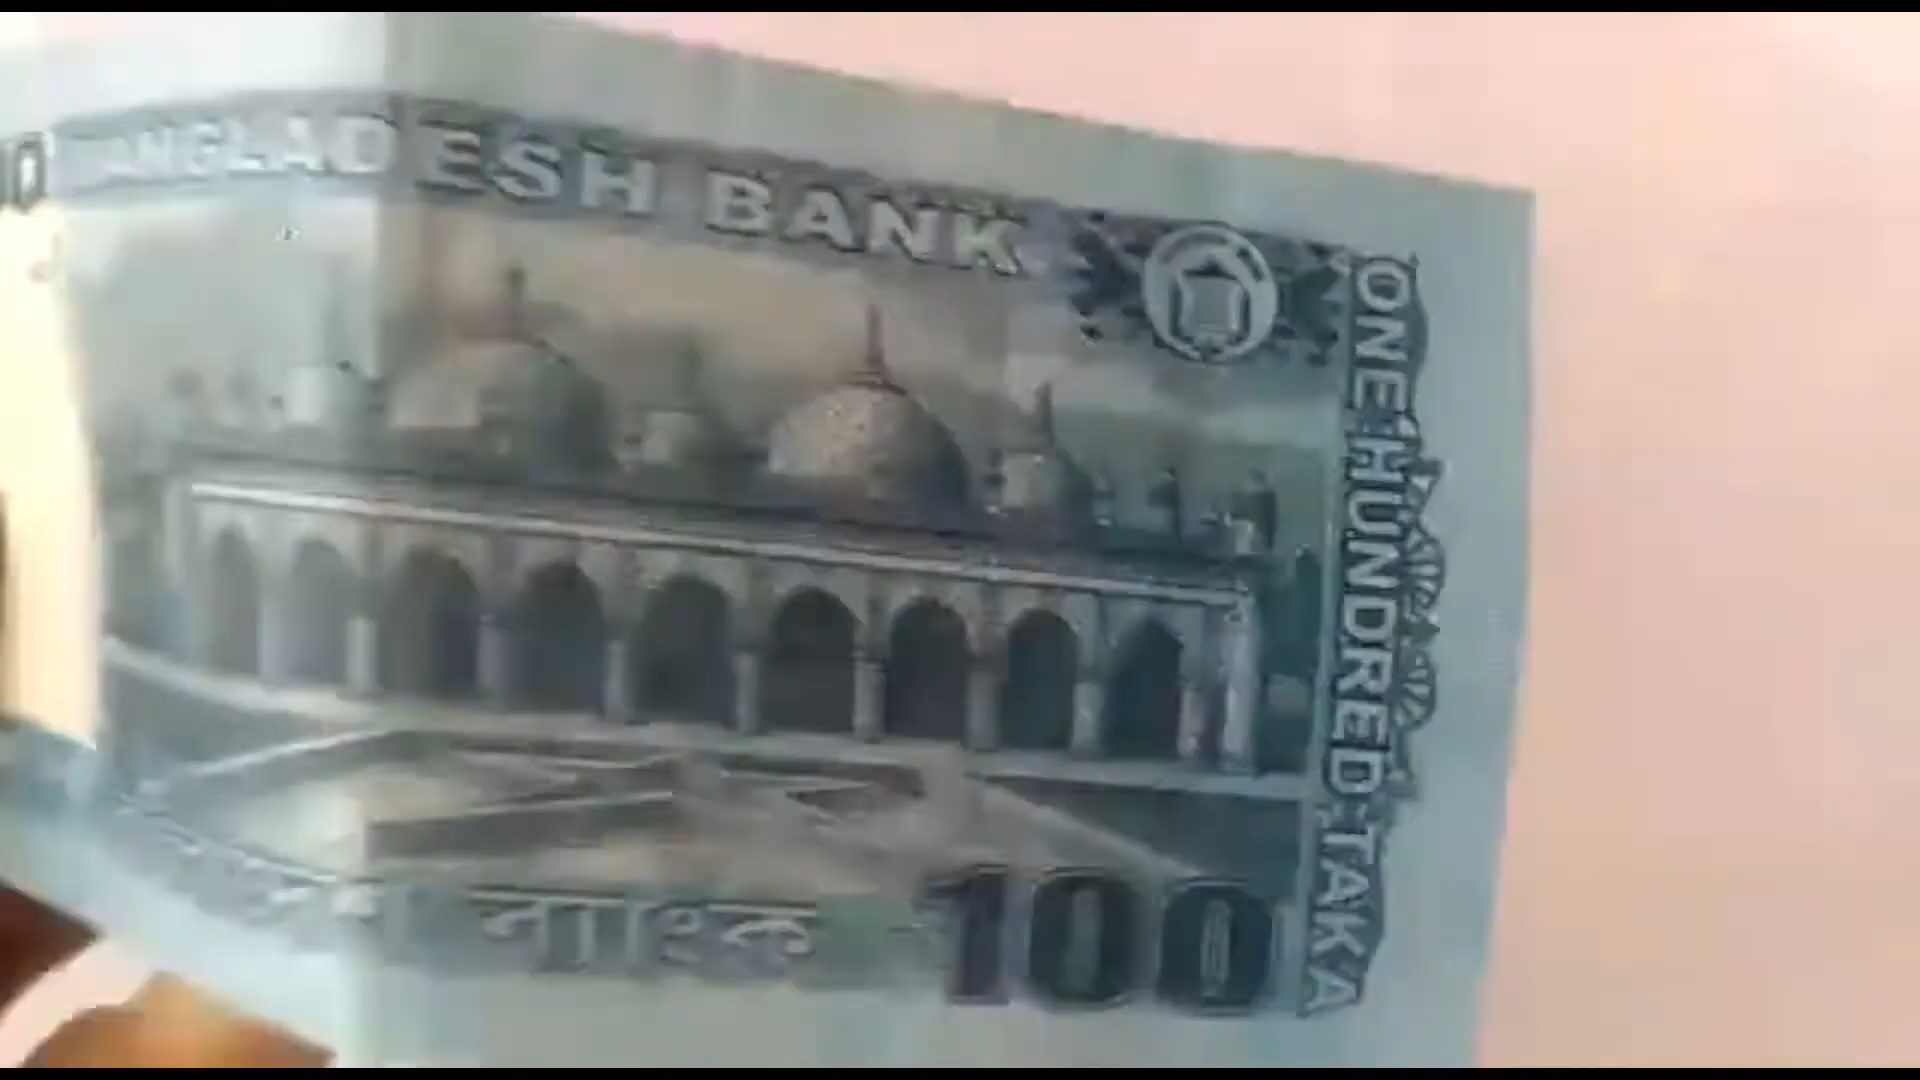 BANGLADESH BANK
ONE HUNDRED TAKA
ব্যাংক
100